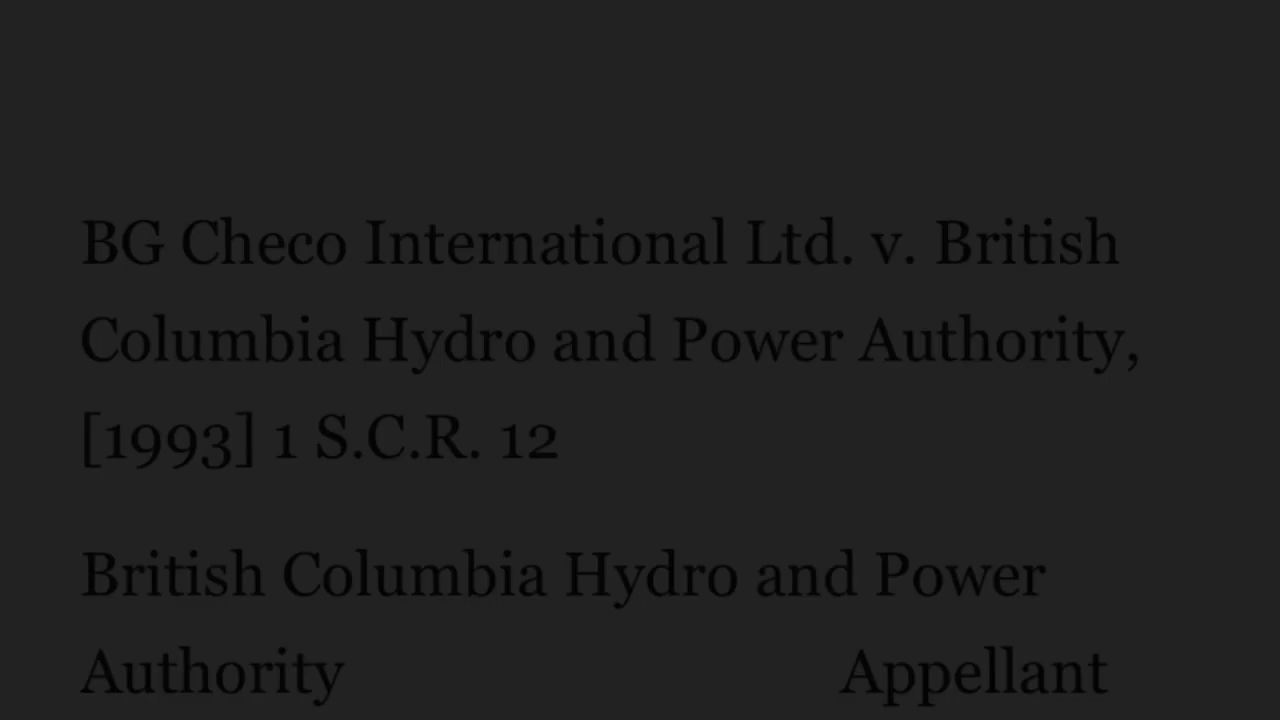 BG Checo International Ltd. v. British
Columbia Hydro and Power Authority,
[1993] 1 S.C.R. 12
British Columbia Hydro and Power
Authority Appellant